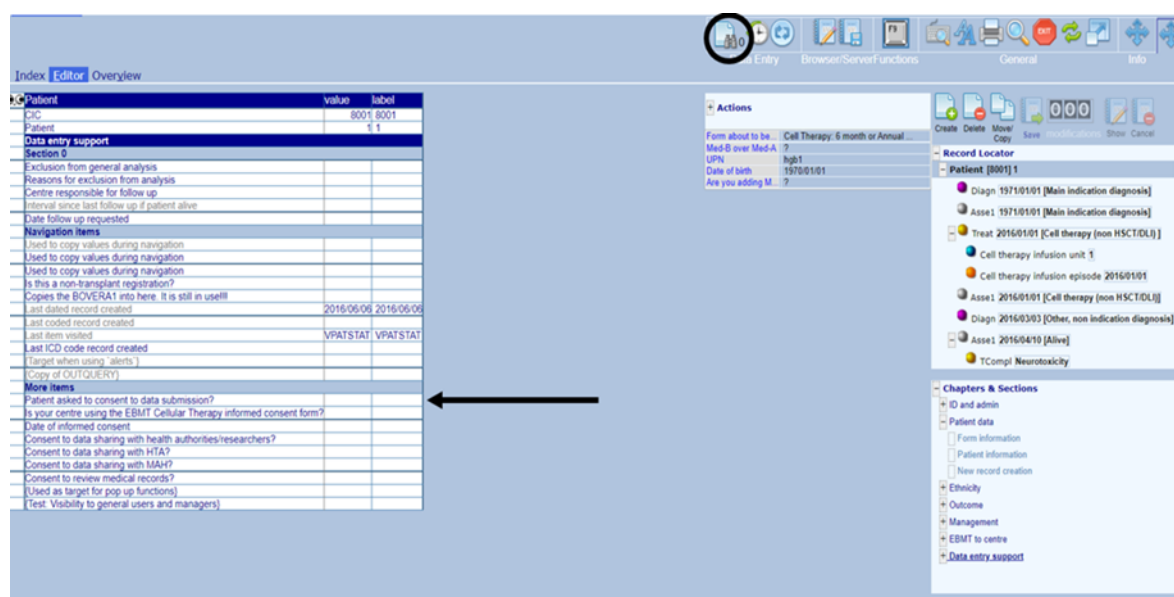 Entry Browser/Server Functions General Info
Index Editor Overview
Patient value label
CIC 8001 8001
Patient 1 1
Data entry support
Section 0
Exclusion from general analysis
Reasons for exclusion from analysis
Centre responsible for follow up
Interval since last follow up if patient alive
Date follow up requested
Navigation items
Used to copy values during navigation
Used to copy values during navigation
Used to copy values during navigation
Is this a non-transplant registration?
Copies the BOVERA1 into here. It is still in use!!!
Last dated record created 2016/06/06 2016/06/06
Last coded record created
Last item visited VPATSTAT VPATSTAT
Last ICD code record created
{Target when using `alerts`}
{Copy of OUTQUERY}
More items
Patient asked to consent to data submission?
Is your centre using the EBMT Cellular Therapy informed consent form?
Date of informed consent
Consent to data sharing with health authorities/researchers?
Consent to data sharing with HTA?
Consent to data sharing with MAH?
Consent to review medical records?
{Used as target for pop up functions}
{Test: Visibility to general users and managers}
Actions
Form about to be... Cell Therapy: 6 month or Annual ...
Med-B over Med-A ?
UPN hgb1
Date of birth 1970/01/01
Are you adding M... ?
F9
EXIT
000
Create Delete Move/ Copy Save modifications Show Cancel
Record Locator
Patient [8001] 1
Diagn 1971/01/01 [Main indication diagnosis]
Asse1 1971/01/01 [Main indication diagnosis]
Treat 2016/01/01 [Cell therapy (non HSCT/DLI) ]
Cell therapy infusion unit 1
Cell therapy infusion episode 2016/01/01
Asse1 2016/01/01 [Cell therapy (non HSCT/DLI)]
Diagn 2016/03/03 [Other, non indication diagnosis]
Asse1 2016/04/10 [Alive]
TCompl Neurotoxicity
Chapters & Sections
ID and admin
Patient data
Form information
Patient information
New record creation
Ethnicity
Outcome
Management
EBMT to centre
Data entry support